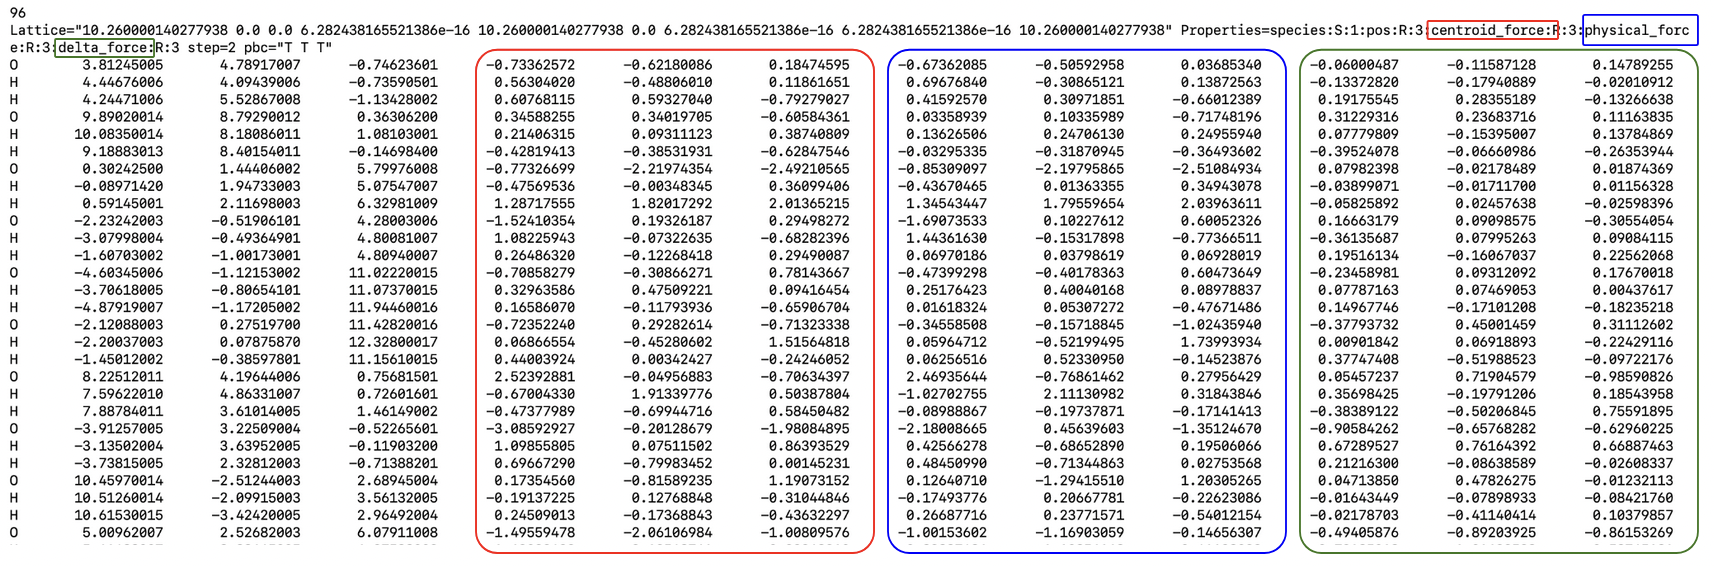 96
Lattice="10.260000140277938 0.0 0.0 6.282438165521386e-16 10.260000140277938 0.0 6.282438165521386e-16 6.282438165521386e-16 10.260000140277938" Properties=species:S:1:pos:R:3:centroid_force:R:3:physical_forc
e:R:3:delta_force:R:3 step=2 pbc="T T T"
O 3.81245005 4.78917007 -0.74623601 -0.73362572 -0.62180086 0.18474595 -0.67362085 -0.50592958 0.03685340 -0.06000487 -0.11587128 0.14789255
H 4.44676006 4.09439006 -0.73590501 0.56304020 -0.48806010 0.11861651 0.69676840 -0.30865121 0.13872563 -0.13372820 -0.17940889 -0.02010912
H 4.24471006 5.52867008 -1.13428002 0.60768115 0.59327040 -0.79279027 0.41592570 0.30971851 -0.66012389 0.19175545 0.28355189 -0.13266638
O 9.89020014 8.79290012 0.36306200 0.34588255 0.34019705 -0.60584361 0.03358939 0.10335989 -0.71748196 0.31229316 0.23683716 0.11163835
H 10.08350014 8.18086011 1.08103001 0.21406315 0.09311123 0.38740809 0.13626506 0.24706130 0.24955940 0.07779809 -0.15395007 0.13784869
H 9.18883013 8.40154011 -0.14698400 -0.42819413 -0.38531931 -0.62847546 -0.03295335 -0.31870945 -0.36493602 -0.39524078 -0.06660986 -0.26353944
O 0.30242500 1.44406002 5.79976008 -0.77326699 -2.21974354 -2.49210565 -0.85309097 -2.19795865 -2.51084934 0.07982398 -0.02178489 0.01874369
H -0.08971420 1.94733003 5.07547007 -0.47569536 -0.00348345 0.36099406 -0.43670465 0.01363355 0.34943078 -0.03899071 -0.01711700 0.01156328
H 0.59145001 2.11698003 6.32981009 1.28717555 1.82017292 2.01365215 1.34543447 1.79559654 2.03963611 -0.05825892 0.02457638 -0.02598396
O -2.23242003 -0.51906101 4.28003006 -1.52410354 0.19326187 0.29498272 -1.69073533 0.10227612 0.60052326 0.16663179 0.09098575 -0.30554054
H -3.07998004 -0.49364901 4.80081007 1.08225943 -0.07322635 -0.68282396 1.44361630 -0.15317898 -0.77366511 -0.36135687 0.07995263 0.09084115
H -1.60703002 -1.00173001 4.80940007 0.26486320 -0.12268418 0.29490087 0.06970186 0.03798619 0.06928019 0.19516134 -0.16067037 0.22562068
O -4.60345006 -1.12153002 11.02220015 -0.70858279 -0.30866271 0.78143667 -0.47399298 -0.40178363 0.60473649 -0.23458981 0.09312092 0.17670018
H -3.70618005 -0.80654101 11.07370015 0.32963586 0.47509221 0.09416454 0.25176423 0.40040168 0.08978837 0.07787163 0.07469053 0.00437617
H -4.87919007 -1.17205002 11.94460016 0.16586070 -0.11793936 -0.65906704 0.01618324 0.05307272 -0.47671486 0.14967746 -0.17101208 -0.18235218
O -2.12088003 0.27519700 11.42820016 -0.72352240 0.29282614 -0.71323338 -0.34558508 -0.15718845 -1.02435940 -0.37793732 0.45001459 0.31112602
H -2.20037003 0.07875870 12.32800017 0.06866554 -0.45280602 1.51564818 0.05964712 -0.52199495 1.73993934 0.00901842 0.06918893 -0.22429116
H -1.45012002 -0.38597801 11.15610015 0.44003924 0.00342427 -0.24246052 0.06256516 0.52330950 -0.14523876 0.37747408 -0.51988523 -0.09722176
O 8.22512011 4.19644006 0.75681501 2.52392881 -0.04956883 -0.70634397 2.46935644 -0.76861462 0.27956429 0.05457237 0.71904579 -0.98590826
H 7.59622010 4.86331007 0.72601601 -0.67004330 1.91339776 0.50387804 -1.02702755 2.11130982 0.31843846 0.35698425 -0.19791206 0.18543958
H 7.88784011 3.61014005 1.46149002 -0.47377989 -0.69944716 0.58450482 -0.08988867 -0.19737871 -0.17141413 -0.38389122 -0.50206845 0.75591895
O -3.91257005 3.22509004 -0.52265601 -3.08592927 -0.20128679 -1.98084895 -2.18008665 0.45639603 -1.35124670 -0.90584262 -0.65768282 -0.62960225
H -3.13502004 3.63952005 -0.11903200 1.09855805 0.07511502 0.86393529 0.42566278 -0.68652890 0.19506066 0.67289527 0.76164392 0.66887463
H -3.73815005 2.32812003 -0.71388201 0.69667290 -0.79983452 0.00145231 0.48450990 -0.71344863 0.02753568 0.21216300 -0.08638589 -0.02608337
O 10.45970014 -2.51244003 2.68945004 0.17354560 -0.81589235 1.19073152 0.12640710 -1.29415510 1.20305265 0.04713850 0.47826275 -0.01232113
H 10.51260014 -2.09915003 3.56132005 -0.19137225 0.12768848 -0.31044846 -0.17493776 0.20667781 -0.22623086 -0.01643449 -0.07898933 -0.08421760
H 10.61530015 -3.42420005 2.96492004 0.24509013 -0.17368843 -0.43632297 0.26687716 0.23771571 -0.54012154 -0.02178703 -0.41140414 0.10379857
O 5.00962007 2.52682003 6.07911008 -1.49559478 -2.06106984 -1.00809576 -1.00153602 -1.16903059 -0.14656307 -0.49405876 -0.89203925 -0.86153269